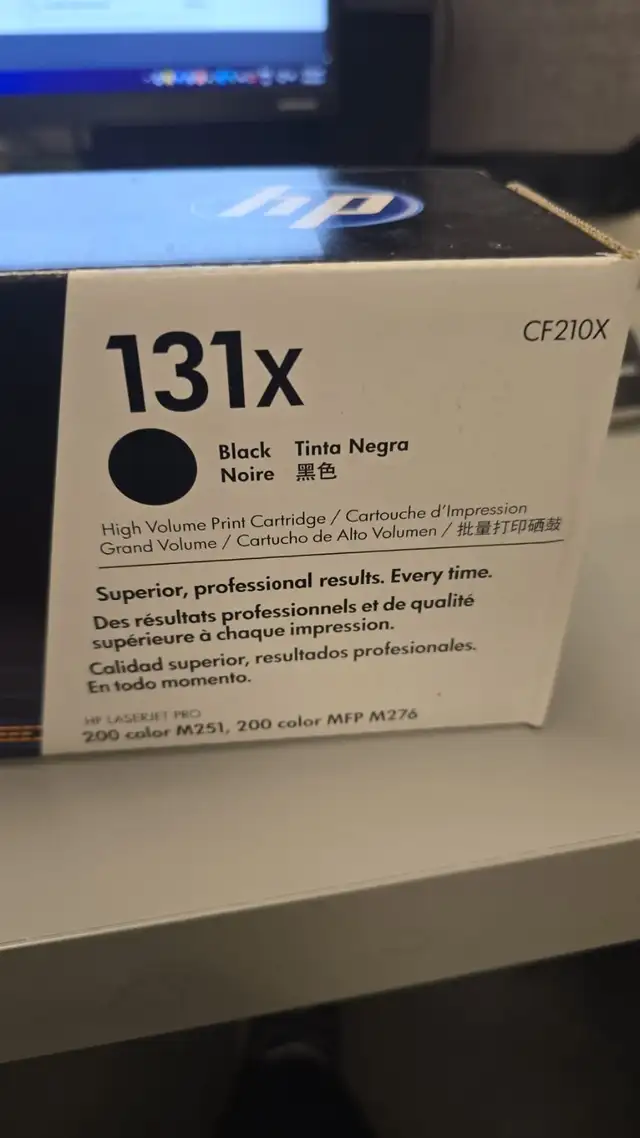 hp
131x
CF210X
Black Tinta Negra
Noire 黑色
High Volume Print Cartridge / Cartouche d'Impression
Grand Volume / Cartucho de Alto Volumen / 批量打印硒鼓
Superior, professional results. Every time.
Des résultats professionnels et de qualité
supérieure à chaque impression.
Calidad superior, resultados profesionales.
En todo momento.
HP LASERJET PRO
200 color M251, 200 color MFP M276